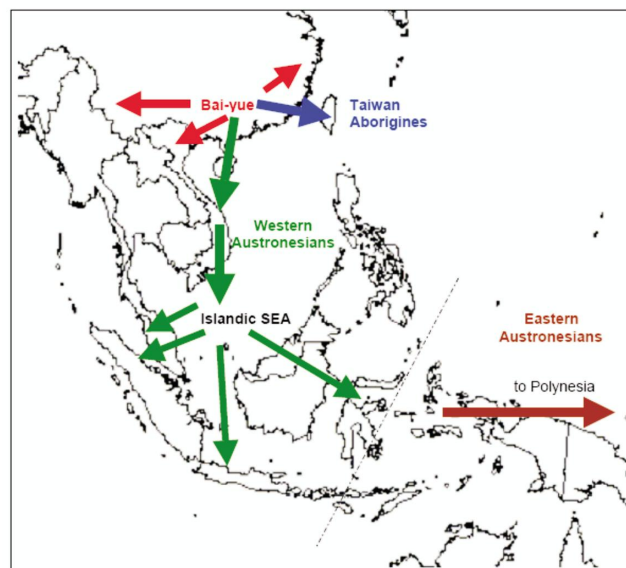 Bai-yue
Taiwan
Aborigines
Western
Austronesians
Islandic SEA
Eastern
Austronesians
to Polynesia